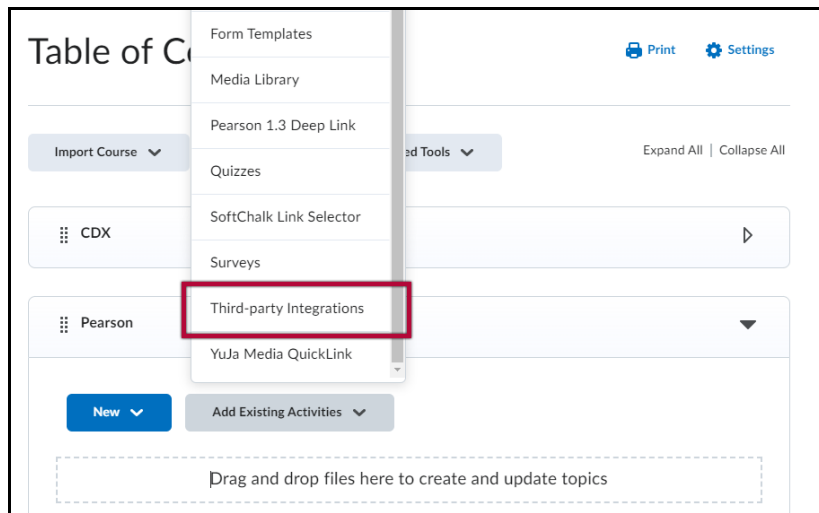 Table of C
Print
Settings
Form Templates
Media Library
Pearson 1.3 Deep Link
Quizzes
SoftChalk Link Selector
Surveys
Third-party Integrations
YuJa Media QuickLink
Import Course
ed Tools
Expand All | Collapse All
CDX
Pearson
New
Add Existing Activities
Drag and drop files here to create and update topics